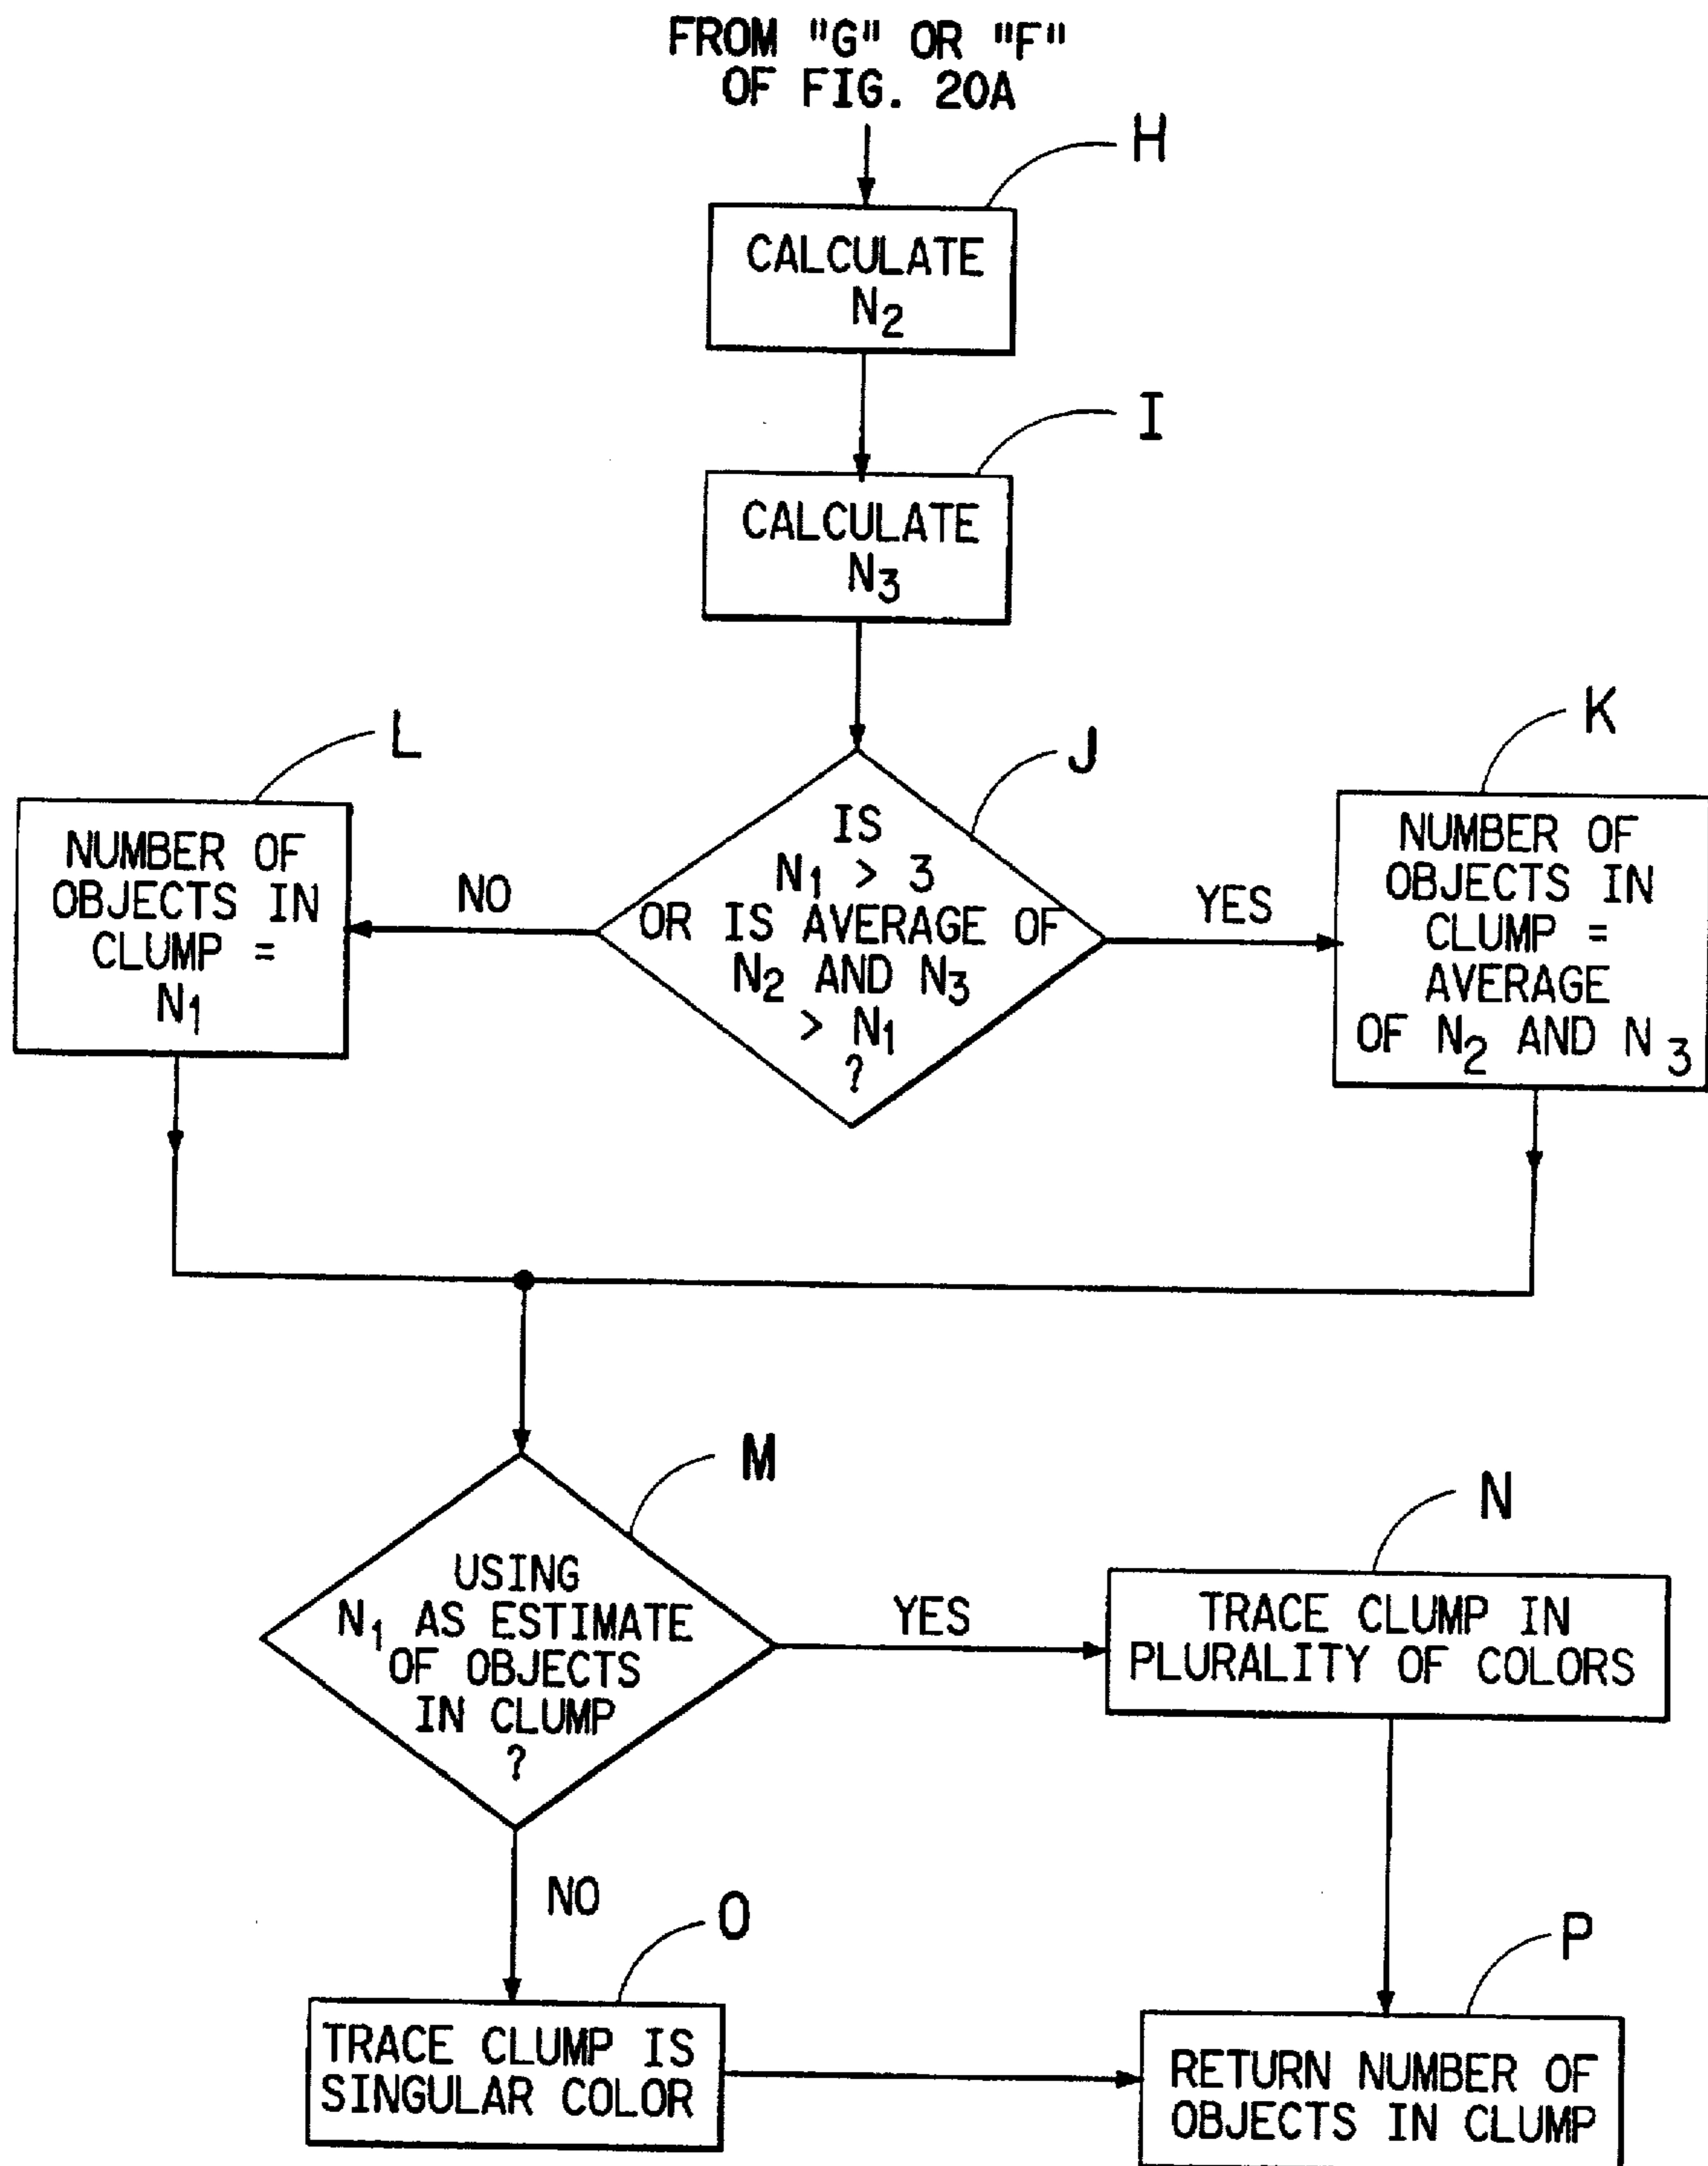 FROM "G" OR "F"
OF FIG. 20A
H
CALCULATE
N2
I
CALCULATE
N3
L
NUMBER OF
OBJECTS IN
CLUMP =
N1
NO
J
IS
N1 > 3
OR IS AVERAGE OF
N2 AND N3
> N1
?
YES
K
NUMBER OF
OBJECTS IN
CLUMP =
AVERAGE
OF N2 AND N3
M
USING
N1 AS ESTIMATE
OF OBJECTS
IN CLUMP
?
YES
N
TRACE CLUMP IN
PLURALITY OF COLORS
NO
O
TRACE CLUMP IS
SINGULAR COLOR
P
RETURN NUMBER OF
OBJECTS IN CLUMP